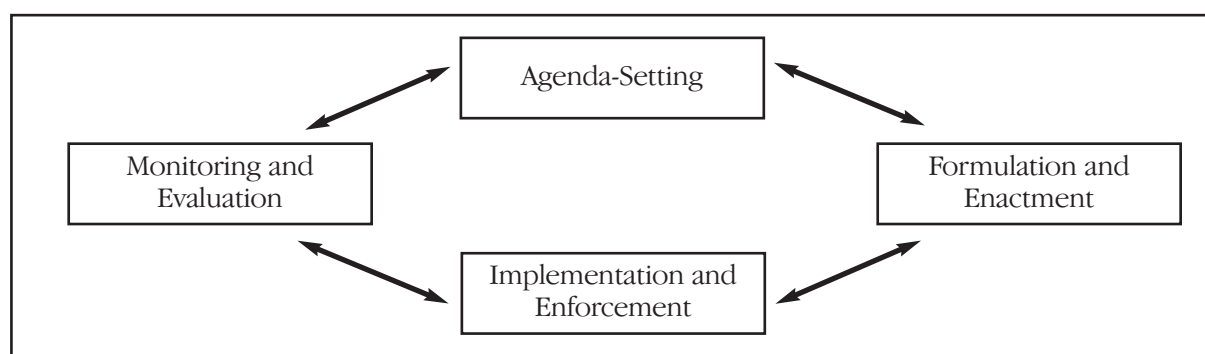 Agenda-Setting
Monitoring and
Evaluation
Formulation and
Enactment
Implementation and
Enforcement